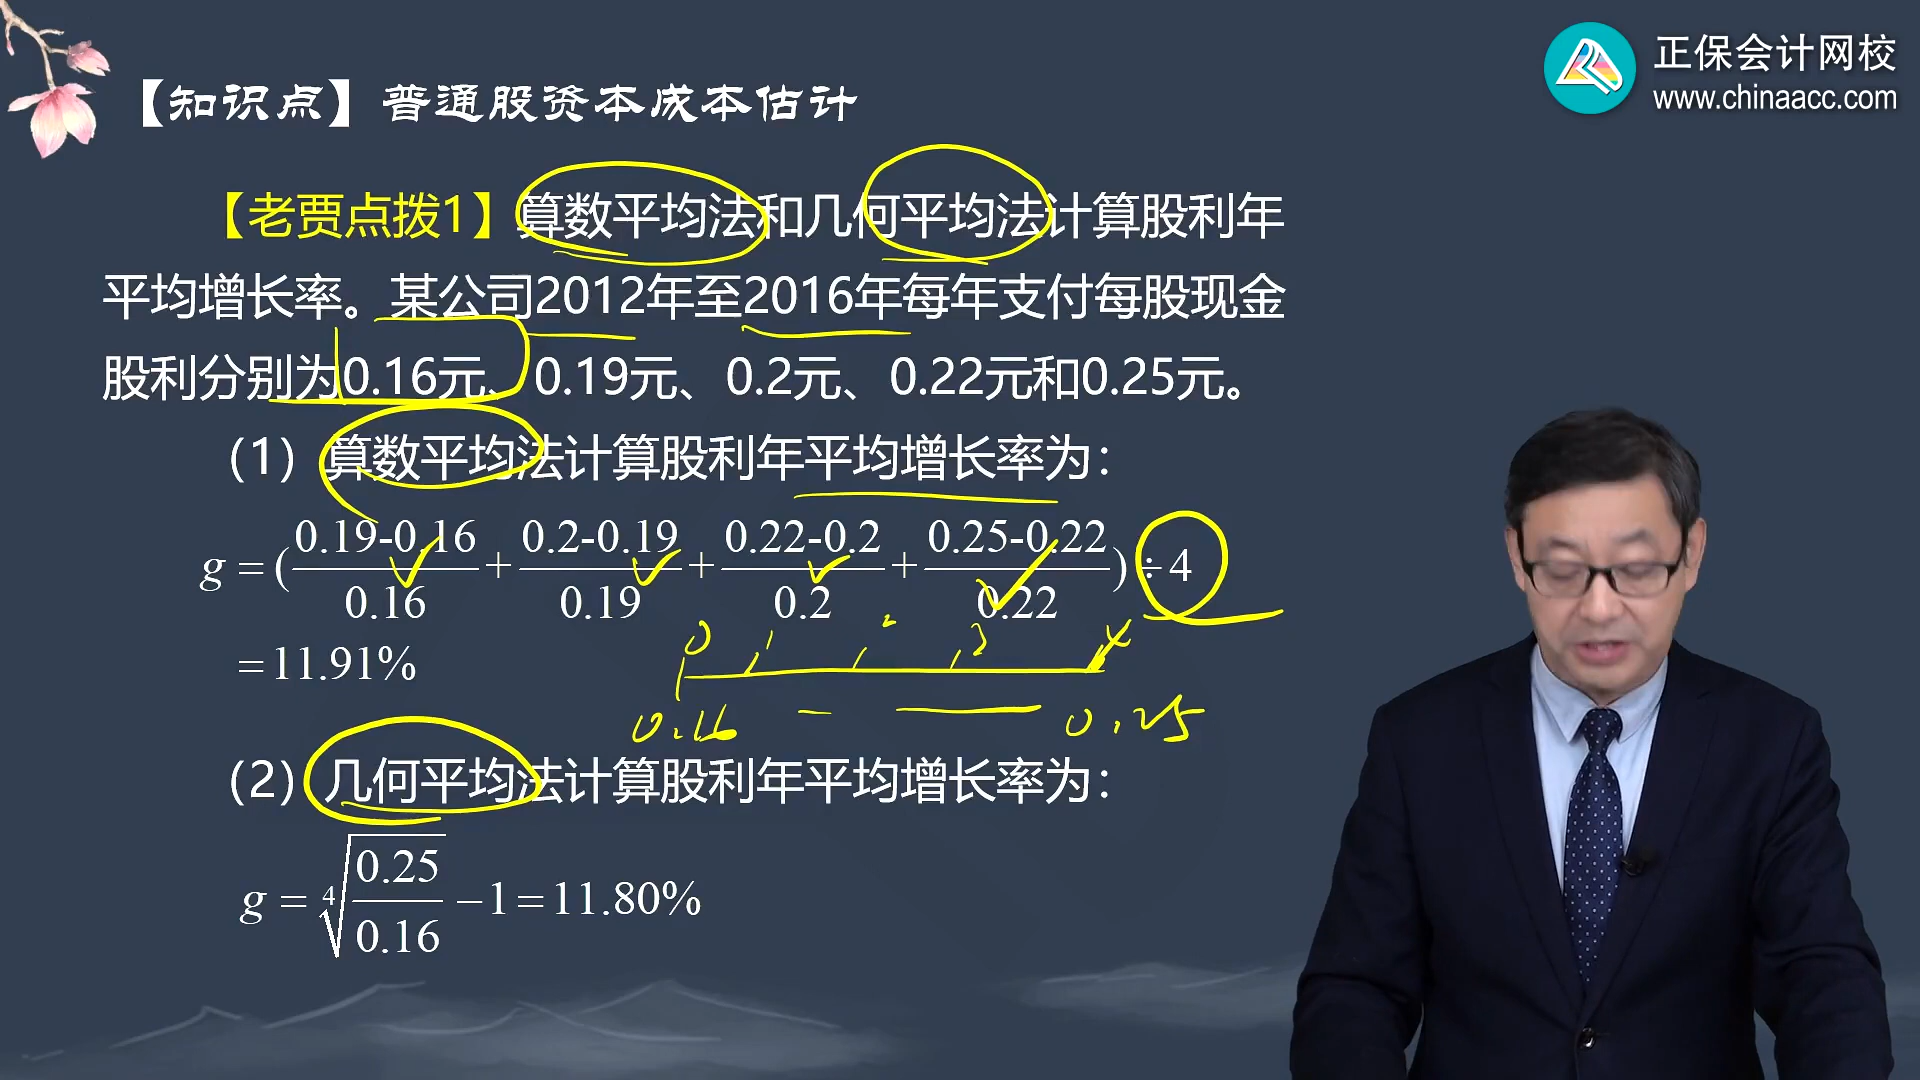 正保会计网校
www.chinaacc.com
【知识点】普通股资本成本估计
【老贾点拨1】算数平均法和几何平均法计算股利年
平均增长率。某公司2012年至2016年每年支付每股现金
股利分别为0.16元、0.19元、0.2元、0.22元和0.25元。
（1）算数平均法计算股利年平均增长率为：
g=(0.19-0.16/0.16+0.2-0.19/0.19+0.22-0.2/0.2+0.25-0.22/0.22)÷4
=11.91%
0 1 2 3 4
0.16 0.25
（2）几何平均法计算股利年平均增长率为：
g=⁴√0.25/0.16−1=11.80%